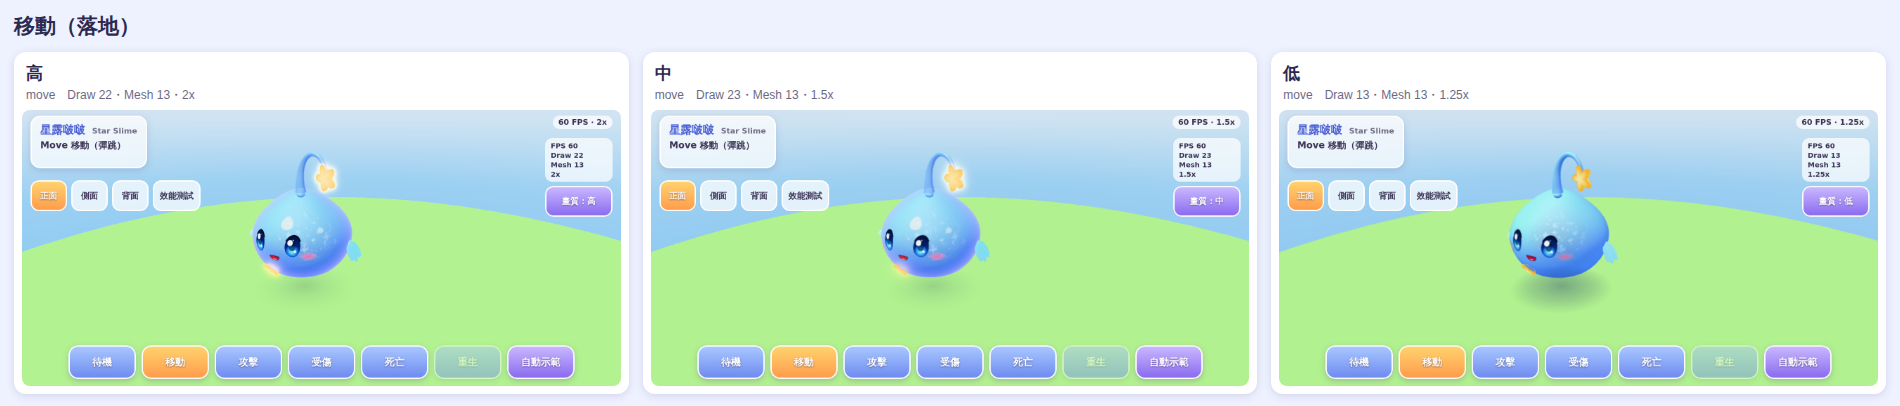 移動（落地）
高
move Draw 22・Mesh 13・2x
星露啵啵 Star Slime
Move 移動（彈跳）
60 FPS · 2x
FPS 60
Draw 22
Mesh 13
2x
正面 側面 背面 效能測試
畫質：高
待機 移動 攻擊 受傷 死亡 重生 自動示範
中
move Draw 23・Mesh 13・1.5x
星露啵啵 Star Slime
Move 移動（彈跳）
60 FPS · 1.5x
FPS 60
Draw 23
Mesh 13
1.5x
正面 側面 背面 效能測試
畫質：中
待機 移動 攻擊 受傷 死亡 重生 自動示範
低
move Draw 13・Mesh 13・1.25x
星露啵啵 Star Slime
Move 移動（彈跳）
60 FPS · 1.25x
FPS 60
Draw 13
Mesh 13
1.25x
正面 側面 背面 效能測試
畫質：低
待機 移動 攻擊 受傷 死亡 重生 自動示範